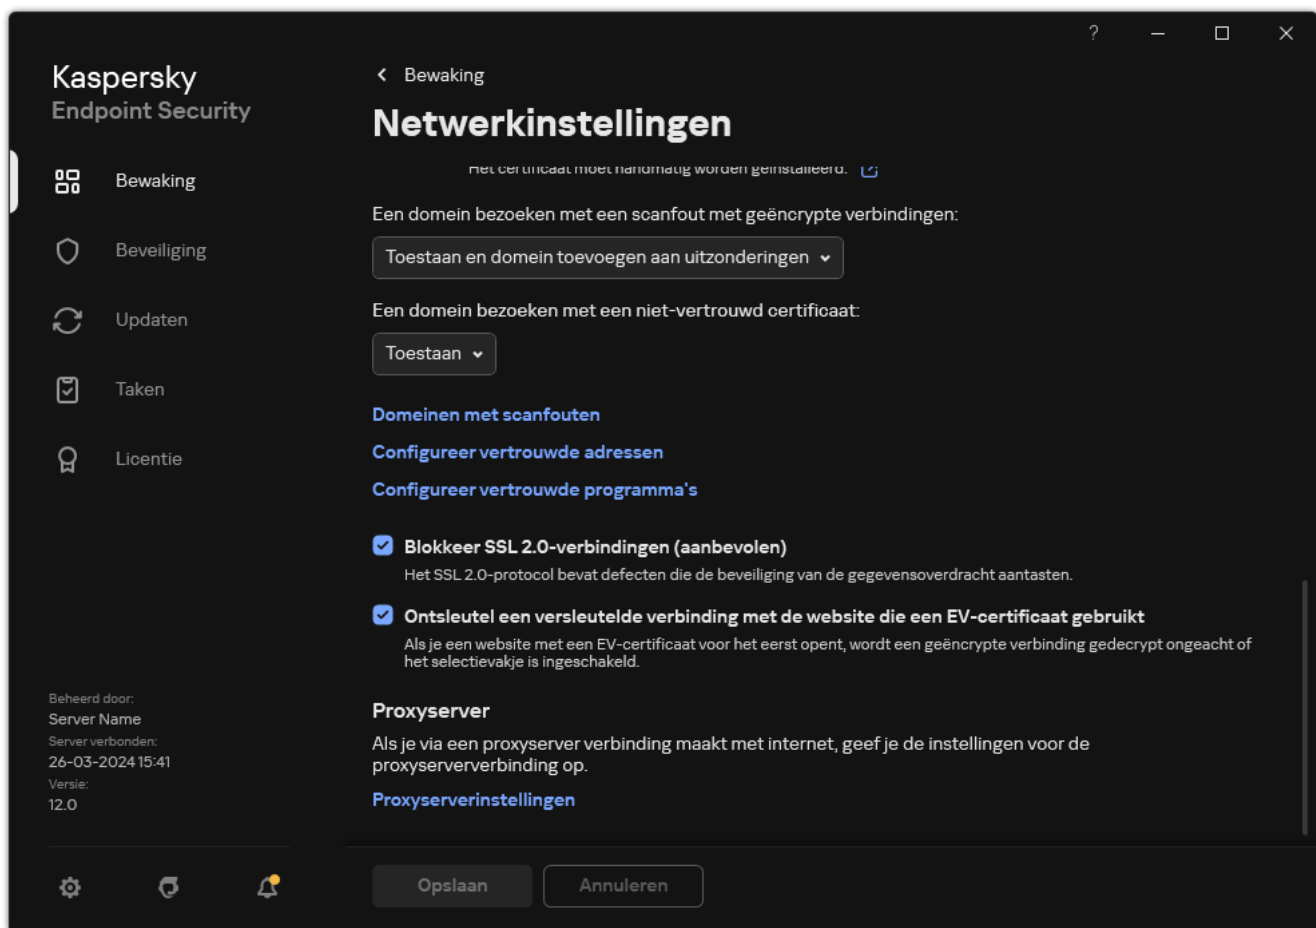 ?
Kaspersky
Endpoint Security
Bewaking
Beveiliging
Updaten
Taken
Licentie
Beheerd door:
Server Name
Server verbonden:
26-03-2024 15:41
Versie:
12.0
Bewaking
Netwerkinstellingen
Het certificaat moet handmatig worden geïnstalleerd.
Een domein bezoeken met een scanfout met geëncrypte verbindingen:
Toestaan en domein toevoegen aan uitzonderingen
Een domein bezoeken met een niet-vertrouwd certificaat:
Toestaan
Domeinen met scanfouten
Configureer vertrouwde adressen
Configureer vertrouwde programma's
Blokkeer SSL 2.0-verbindingen (aanbevolen)
Het SSL 2.0-protocol bevat defecten die de beveiliging van de gegevensoverdracht aantasten.
Ontsleutel een versleutelde verbinding met de website die een EV-certificaat gebruikt
Als je een website met een EV-certificaat voor het eerst opent, wordt een geëncrypte verbinding gedecrypt ongeacht of
het selectievakje is ingeschakeld.
Proxyserver
Als je via een proxyserver verbinding maakt met internet, geef je de instellingen voor de
proxyserververbinding op.
Proxyserverinstellingen
Opslaan
Annuleren